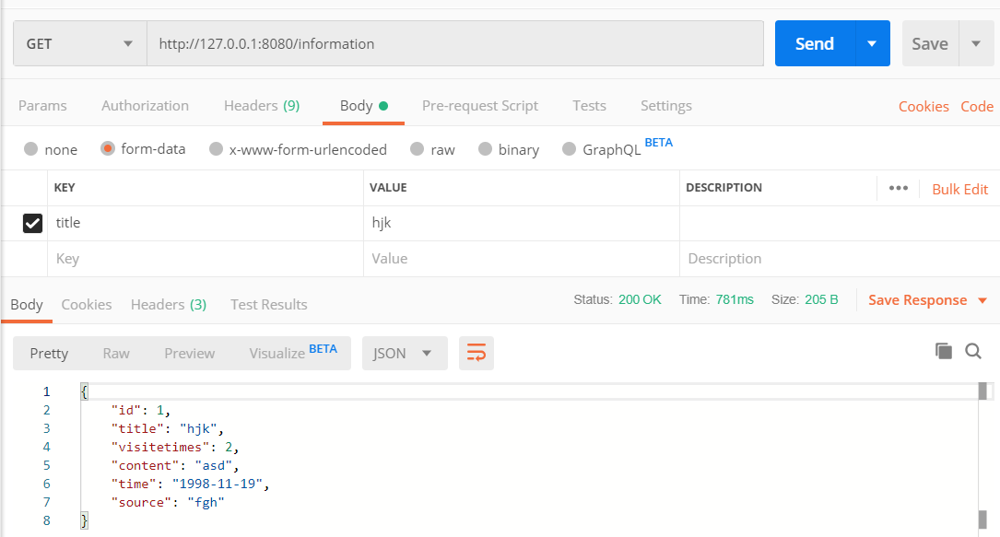 GET http://127.0.0.1:8080/information Send Save
Params Authorization Headers (9) Body Pre-request Script Tests Settings Cookies Code
none form-data x-www-form-urlencoded raw binary GraphQL BETA
KEY VALUE DESCRIPTION ••• Bulk Edit
title hjk
Key Value Description
Body Cookies Headers (3) Test Results Status: 200 OK Time: 781ms Size: 205 B Save Response
Pretty Raw Preview Visualize BETA JSON
1 {
2 "id": 1,
3 "title": "hjk",
4 "visitetimes": 2,
5 "content": "asd",
6 "time": "1998-11-19",
7 "source": "fgh"
8 }